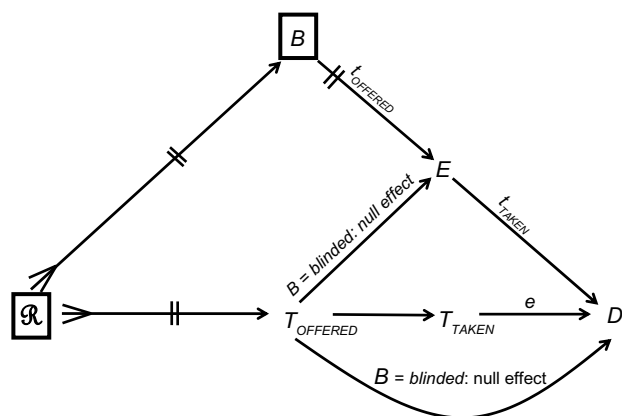 B
t_OFFERED
E
B = blinded: null effect
t_TAKEN
ℛ
T_OFFERED
T_TAKEN
e
D
B = blinded: null effect